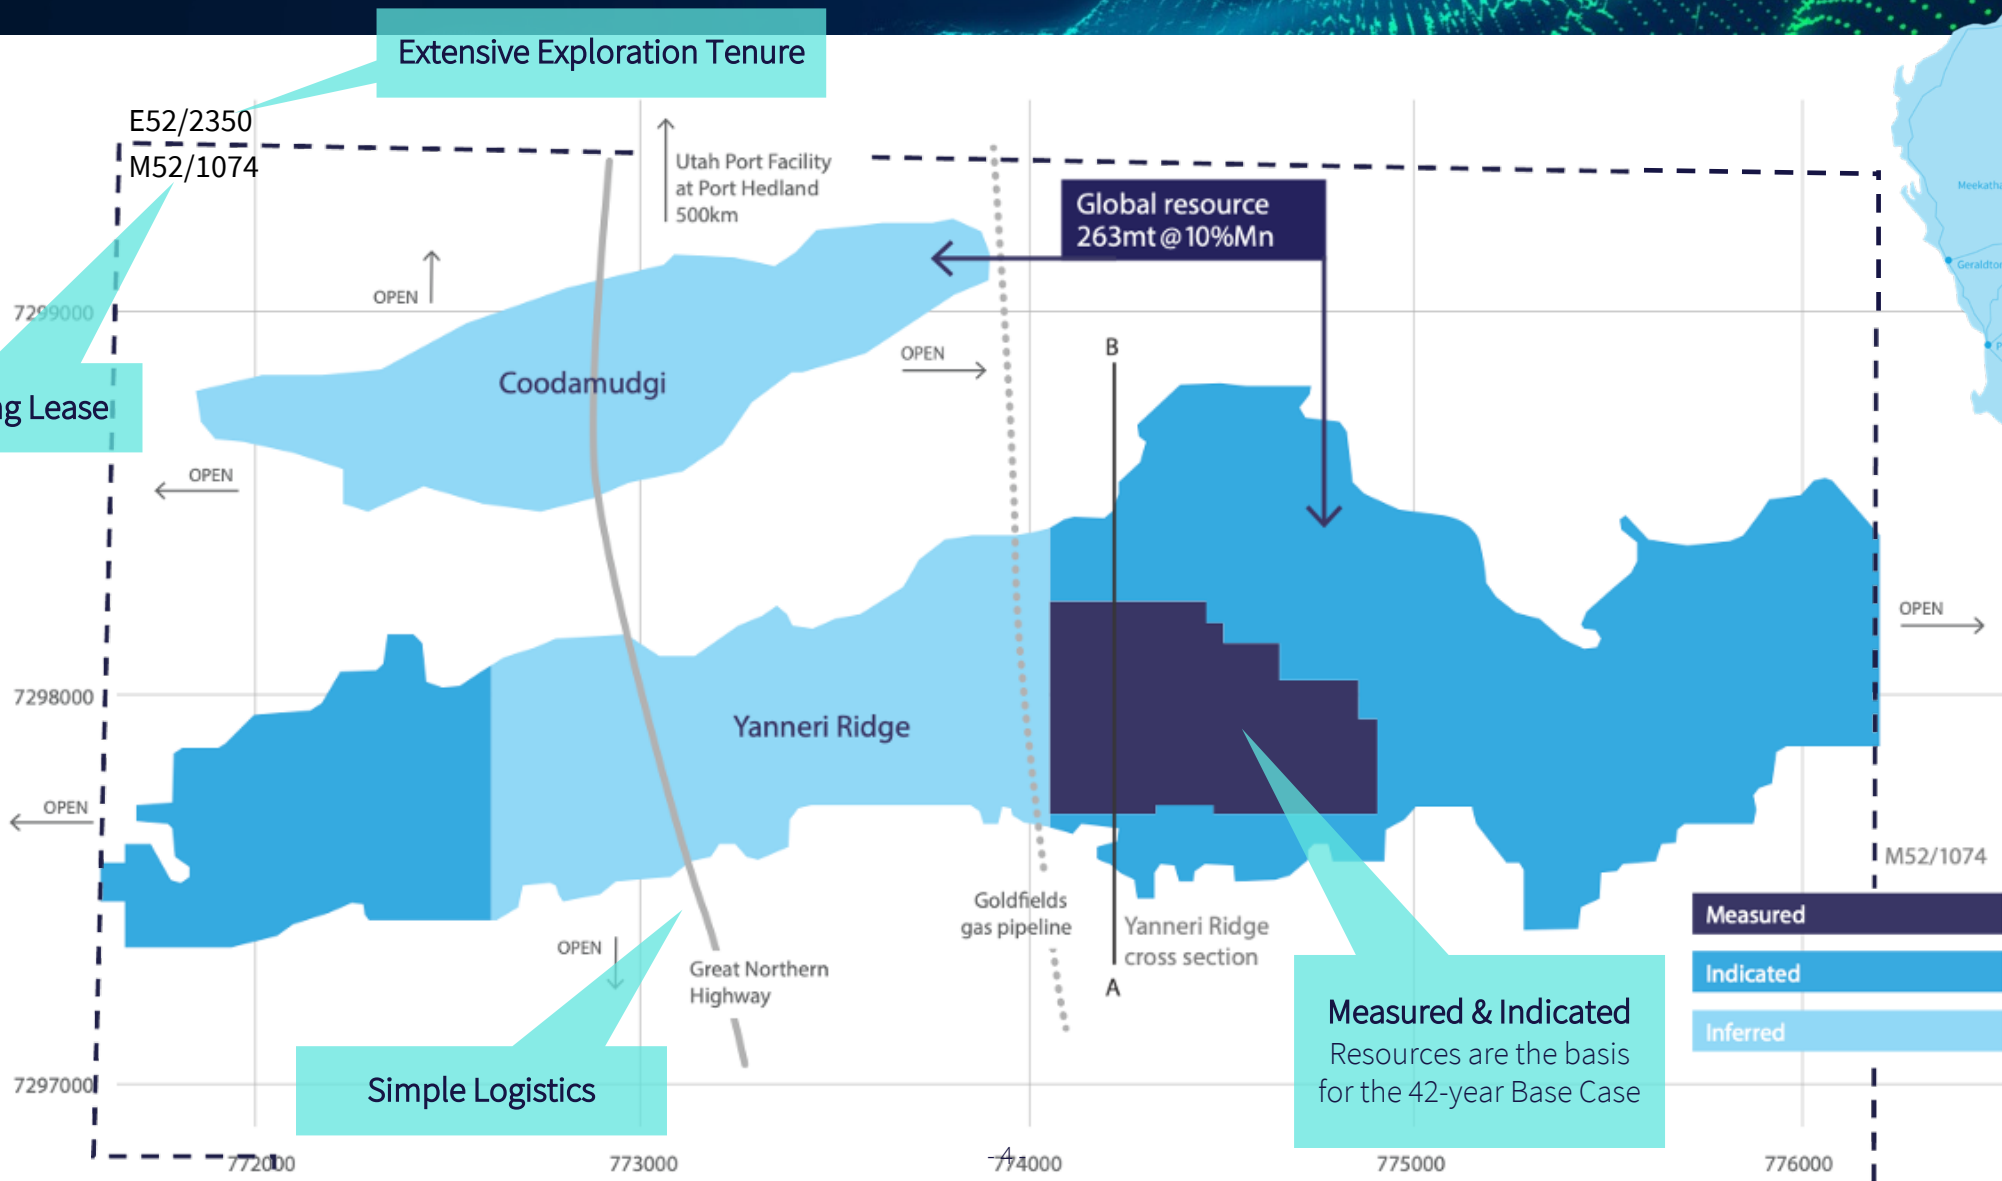 Extensive Exploration Tenure
E52/2350
M52/1074
Utah Port Facility
at Port Hedland
500km
Global resource
263mt@10%Mn
Meekatha
Geraldton
OPEN
7299000
OPEN
B
Coodamudgi
ng Lease
OPEN
OPEN
7298000
Yanneri Ridge
OPEN
M52/1074
Goldfields
gas pipeline
Yanneri Ridge
cross section
Measured
OPEN
Great Northern
Highway
A
Indicated
Measured & Indicated
Resources are the basis
for the 42-year Base Case
Inferred
7297000
Simple Logistics
772000
773000
774000
775000
776000